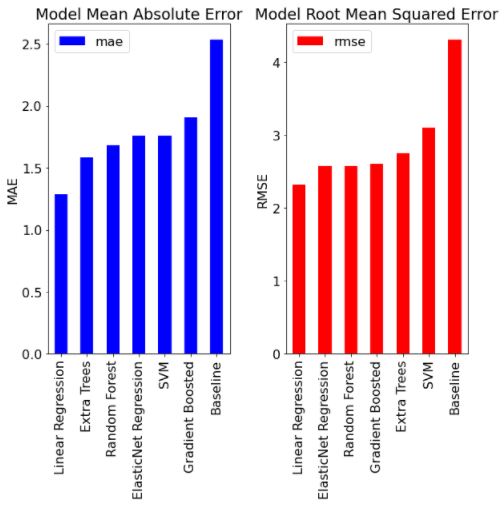 Model Mean Absolute Error
mae
2.5
2.0
1.5
1.0
0.5
0.0
MAE
Linear Regression
Extra Trees
Random Forest
ElasticNet Regression
SVM
Gradient Boosted
Baseline
Model Root Mean Squared Error
rmse
4
3
2
1
0
RMSE
Linear Regression
ElasticNet Regression
Random Forest
Gradient Boosted
Extra Trees
SVM
Baseline